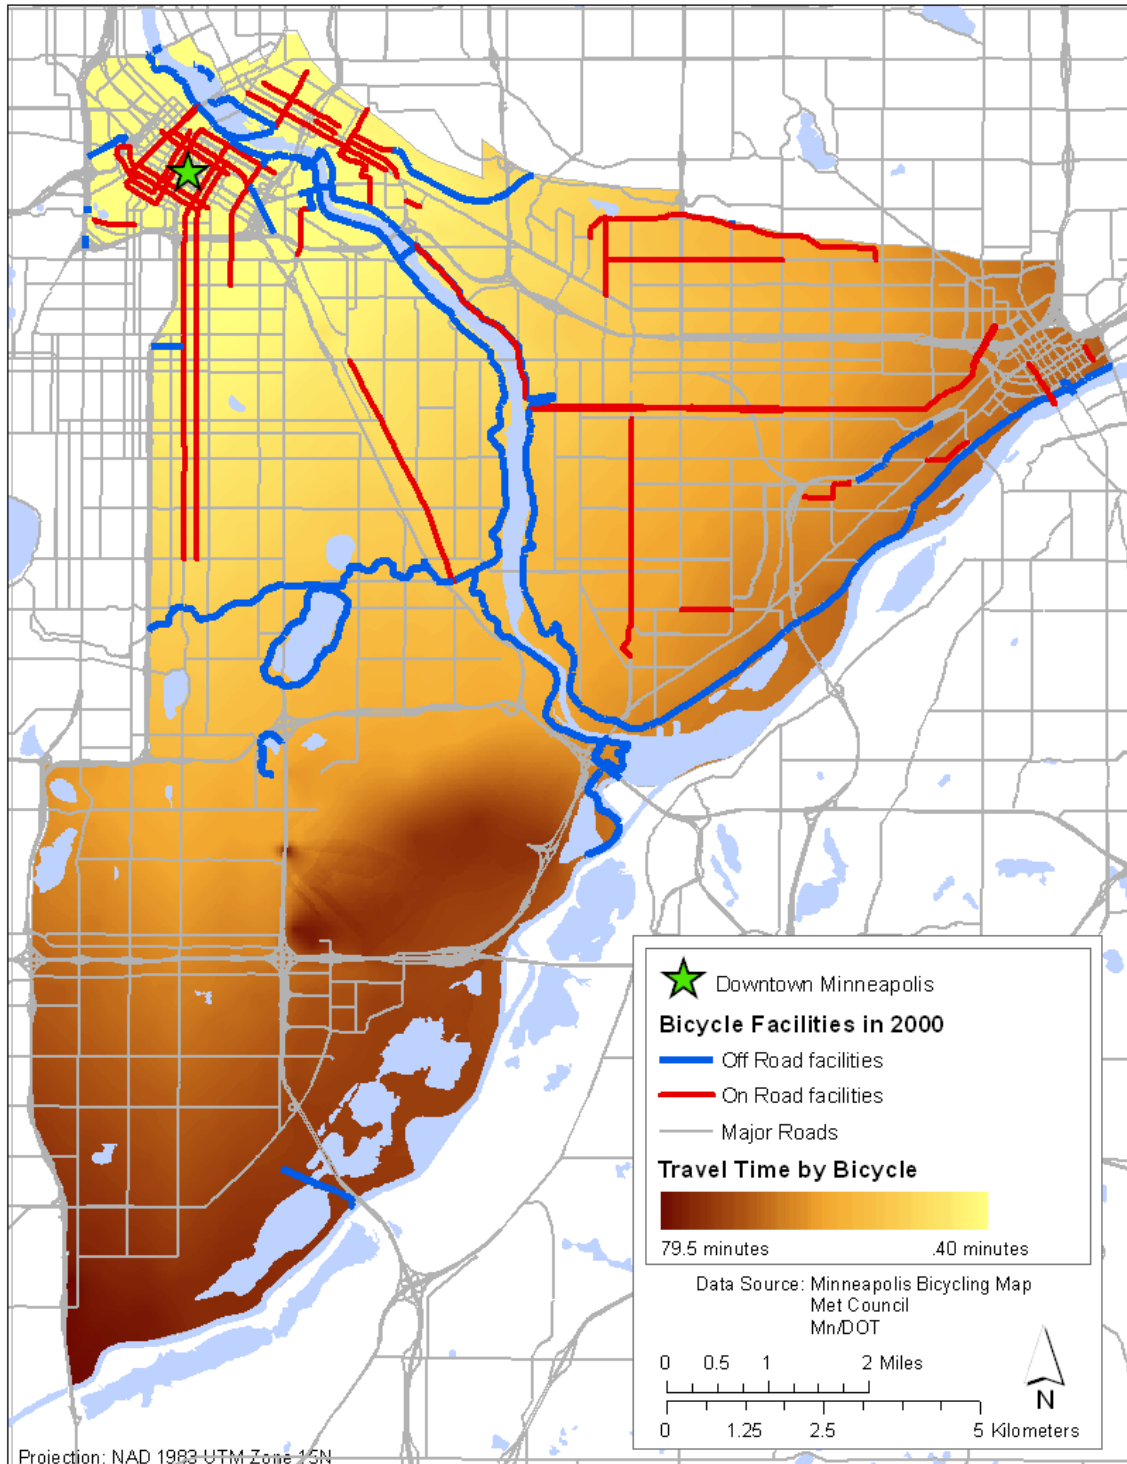 Downtown Minneapolis
Bicycle Facilities in 2000
Off Road facilities
On Road facilities
Major Roads
Travel Time by Bicycle
79.5 minutes .40 minutes
Data Source: Minneapolis Bicycling Map
Met Council
Mn/DOT
0 0.5 1 2 Miles
0 1.25 2.5 5 Kilometers
N
Projection: NAD 1983 UTM Zone 15N